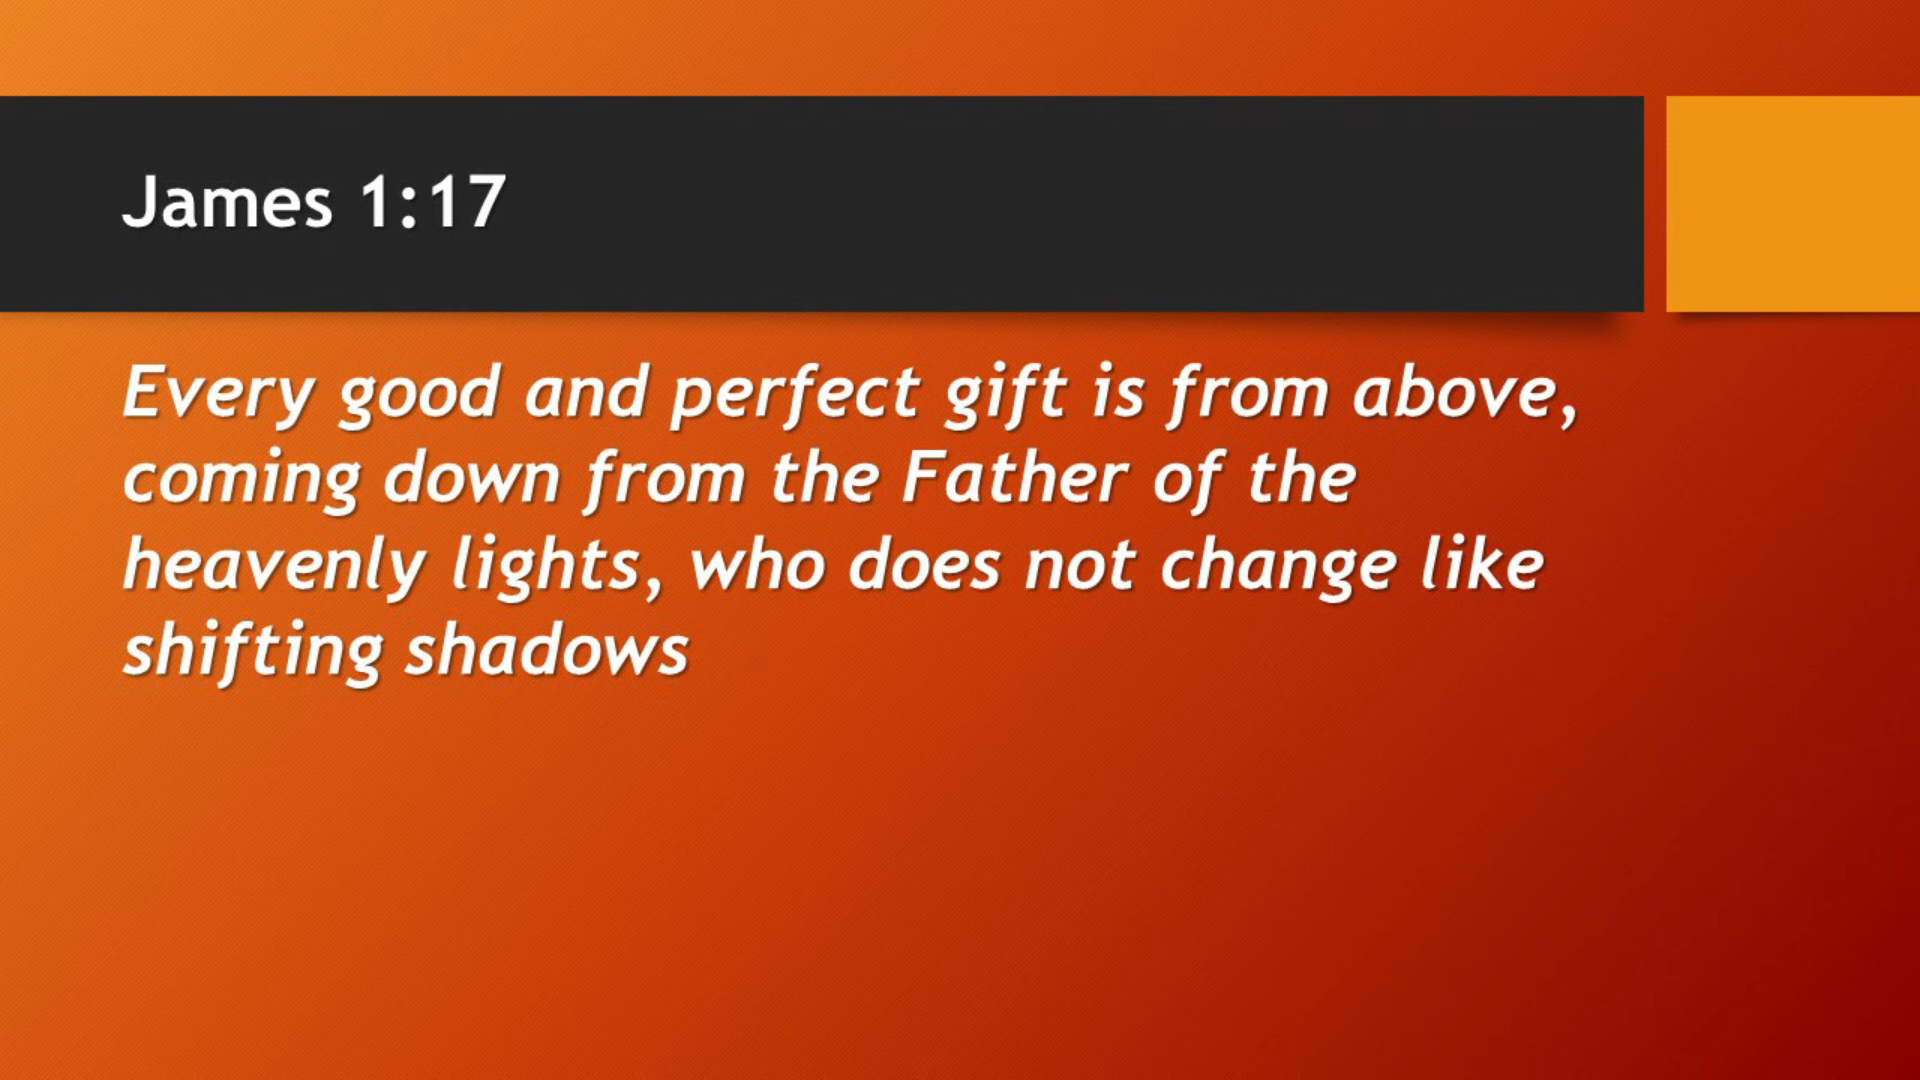 James 1:17
Every good and perfect gift is from above,
coming down from the Father of the
heavenly lights, who does not change like
shifting shadows